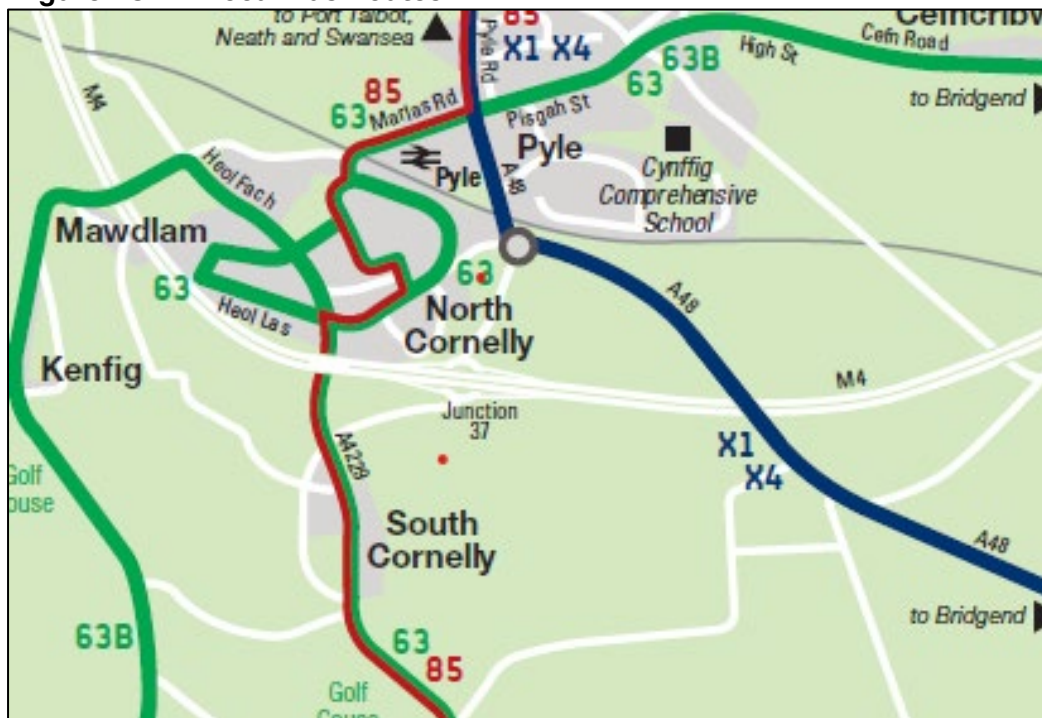 to Port Talbot,
Neath and Swansea
85
X1 X4
Pyle Rd
63B
63
High St
Cefn Road
to Bridgend
85
63
Marlas Rd
Pisgah St
M4
Pyle
Pyle
A48
Cynffig
Comprehensive
School
Heol Fach
Mawdlam
63
Heol Las
63
North
Cornelly
A48
Kenfig
M4
Junction
37
X1
X4
A4229
South
Cornelly
A48
63B
63
85
to Bridgend
Golf